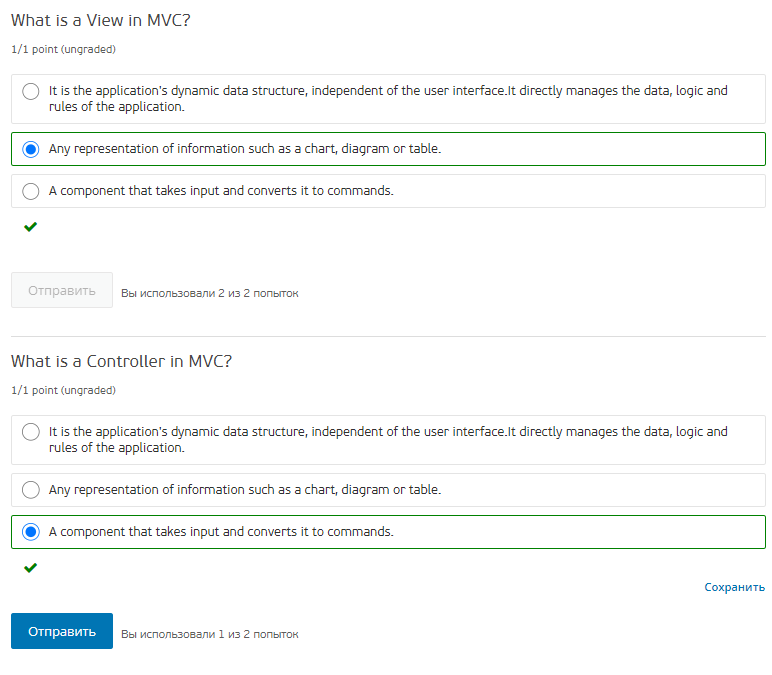 What is a View in MVC?
1/1 point (ungraded)
It is the application's dynamic data structure, independent of the user interface.It directly manages the data, logic and
rules of the application.
Any representation of information such as a chart, diagram or table.
A component that takes input and converts it to commands.
Отправить
Вы использовали 2 из 2 попыток
What is a Controller in MVC?
1/1 point (ungraded)
It is the application's dynamic data structure, independent of the user interface.It directly manages the data, logic and
rules of the application.
Any representation of information such as a chart, diagram or table.
A component that takes input and converts it to commands.
Сохранить
Отправить
Вы использовали 1 из 2 попыток